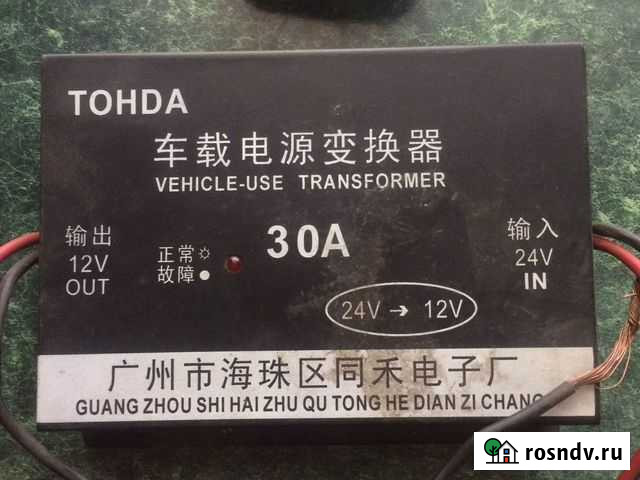 TOHDA
车载电源变换器
VEHICLE-USE TRANSFORMER
输出
12V
OUT
正常☼
故障●
30A
24V → 12V
输入
24V
IN
广州市海珠区同禾电子厂
GUANG ZHOU SHI HAI ZHU QU TONG HE DIAN ZI CHANG
rosndv.ru